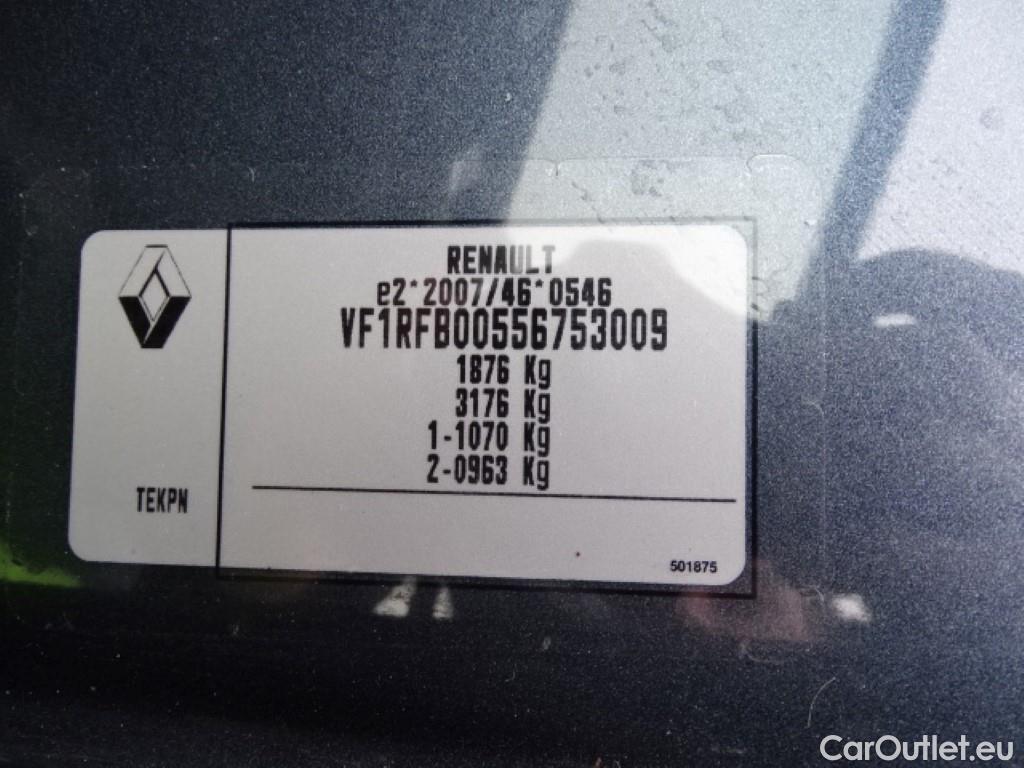 RENAULT
e2*2007/46*0546
VF1RFB00556753009
1876 Kg
3176 Kg
1-1070 Kg
2-0963 Kg
TEKPN
501875
CarOutlet.eu